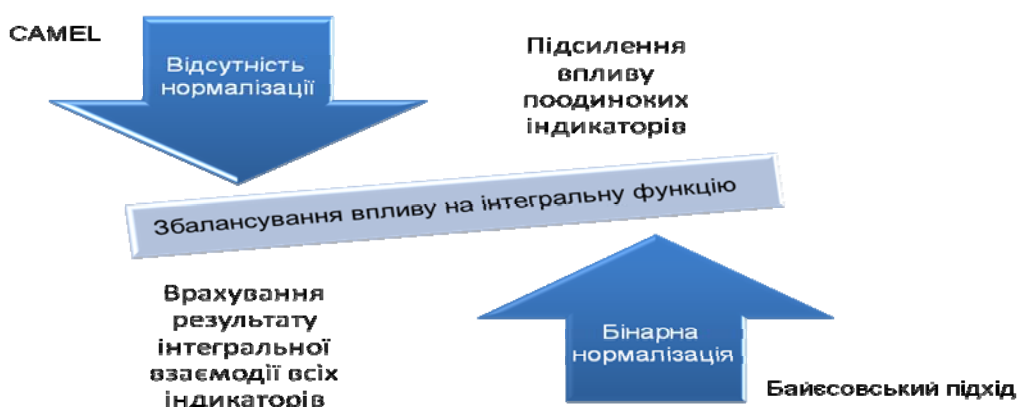 CAMEL
Відсутність
нормалізації
Підсилення
впливу
поодиноких
індикаторів
Збалансування впливу на інтегральну функцію
Врахування
результату
інтегральної
взаємодії всіх
індикаторів
Бінарна
нормалізація
Байєсовський підхід